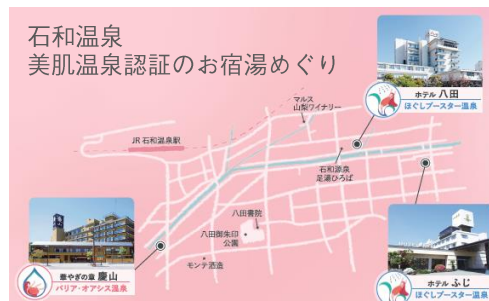 石和温泉
美肌温泉認証のお宿湯めぐり
ホテル 八田
ほぐしブースター温泉
マルス
山梨ワイナリー
JR 石和温泉駅
石和源泉
足湯ひろば
八田書院
八田御朱印
公園
モンデ酒造
華やぎの章 慶山
バリア・オアシス温泉
ホテル ふじ
ほぐしブースター温泉